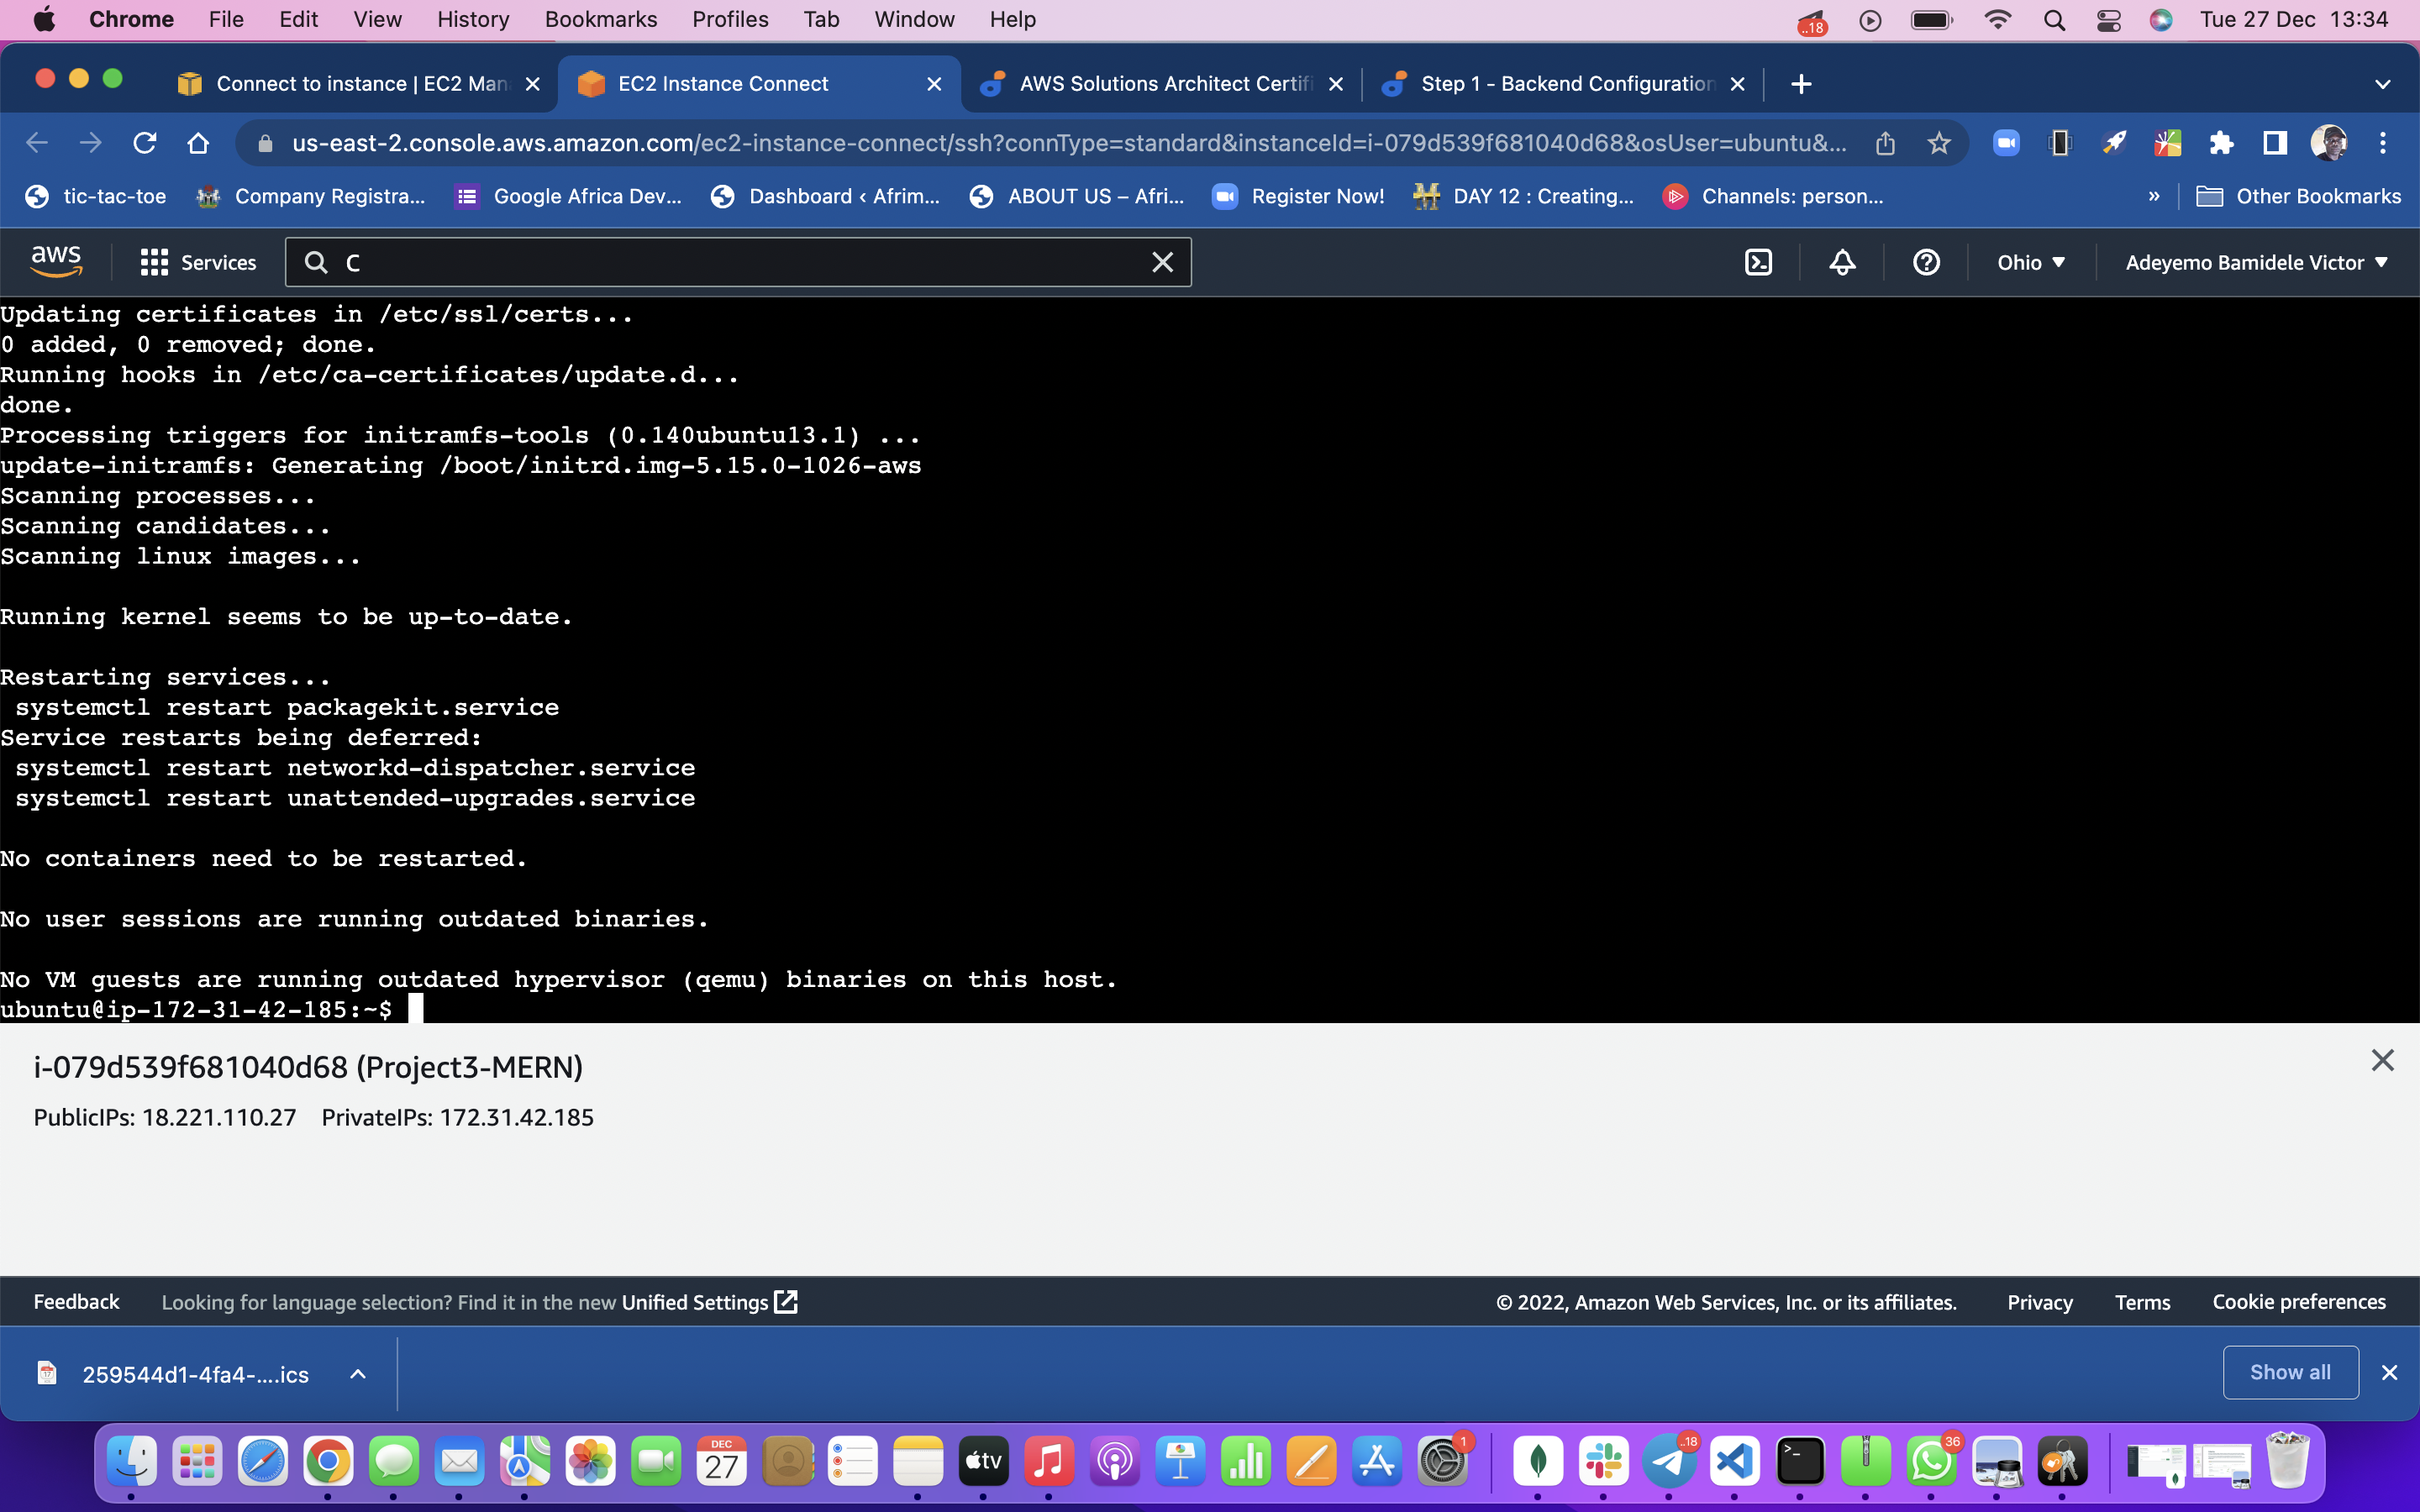 Chrome File Edit View History Bookmarks Profiles Tab Window Help ..18 Tue 27 Dec 13:34
Connect to instance | EC2 Man EC2 Instance Connect AWS Solutions Architect Certifi Step 1 - Backend Configuration
us-east-2.console.aws.amazon.com/ec2-instance-connect/ssh?connType=standard&instanceId=i-079d539f681040d68&osUser=ubuntu&...
tic-tac-toe Company Registra... Google Africa Dev... Dashboard ‹ Afrim... ABOUT US – Afri... Register Now! DAY 12 : Creating... Channels: person... » Other Bookmarks
aws Services C Ohio Adeyemo Bamidele Victor
Updating certificates in /etc/ssl/certs...
0 added, 0 removed; done.
Running hooks in /etc/ca-certificates/update.d...
done.
Processing triggers for initramfs-tools (0.140ubuntu13.1) ...
update-initramfs: Generating /boot/initrd.img-5.15.0-1026-aws
Scanning processes...
Scanning candidates...
Scanning linux images...
Running kernel seems to be up-to-date.
Restarting services...
systemctl restart packagekit.service
Service restarts being deferred:
systemctl restart networkd-dispatcher.service
systemctl restart unattended-upgrades.service
No containers need to be restarted.
No user sessions are running outdated binaries.
No VM guests are running outdated hypervisor (qemu) binaries on this host.
ubuntu@ip-172-31-42-185:~$
i-079d539f681040d68 (Project3-MERN)
PublicIPs: 18.221.110.27 PrivateIPs: 172.31.42.185
Feedback Looking for language selection? Find it in the new Unified Settings © 2022, Amazon Web Services, Inc. or its affiliates. Privacy Terms Cookie preferences
259544d1-4fa4-....ics Show all
DEC
27
tv
1
..18
36